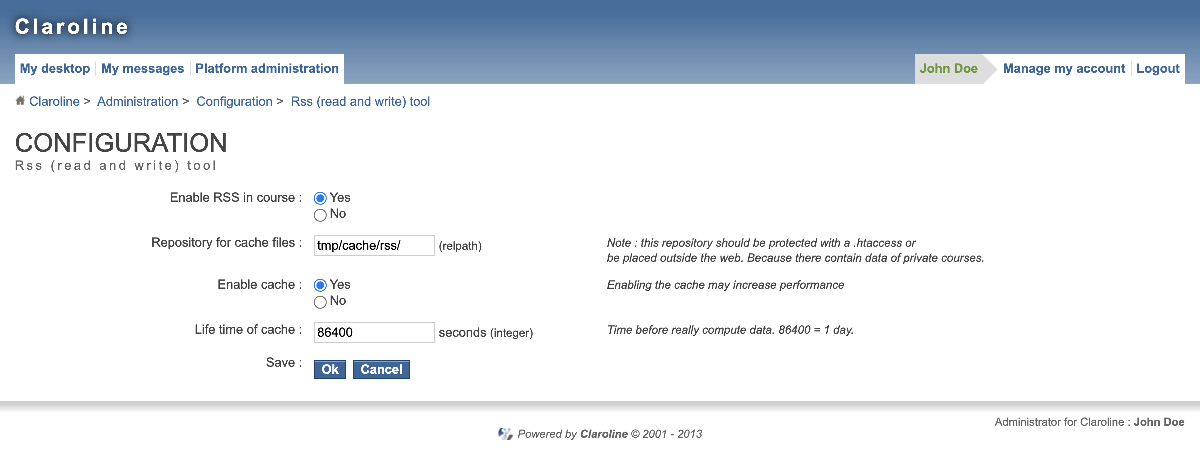 Claroline
My desktop My messages Platform administration John Doe Manage my account Logout
Claroline > Administration > Configuration > Rss (read and write) tool
CONFIGURATION
Rss (read and write) tool
Enable RSS in course : Yes
No
Repository for cache files : tmp/cache/rss/ (relpath) Note : this repository should be protected with a .htaccess or
be placed outside the web. Because there contain data of private courses.
Enable cache : Yes Enabling the cache may increase performance
No
Life time of cache : 86400 seconds (integer) Time before really compute data. 86400 = 1 day.
Save : Ok Cancel
Administrator for Claroline : John Doe
Powered by Claroline © 2001 - 2013